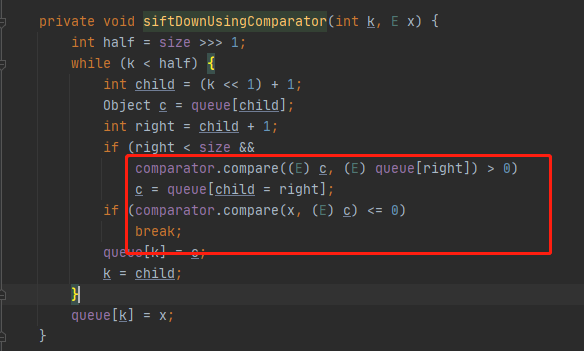 private void siftDownUsingComparator(int k, E x) {
    int half = size >>> 1;
    while (k < half) {
        int child = (k << 1) + 1;
        Object c = queue[child];
        int right = child + 1;
        if (right < size &&
            comparator.compare((E) c, (E) queue[right]) > 0)
            c = queue[child = right];
        if (comparator.compare(x, (E) c) <= 0)
            break;
        queue[k] = c;
        k = child;
    }
    queue[k] = x;
}